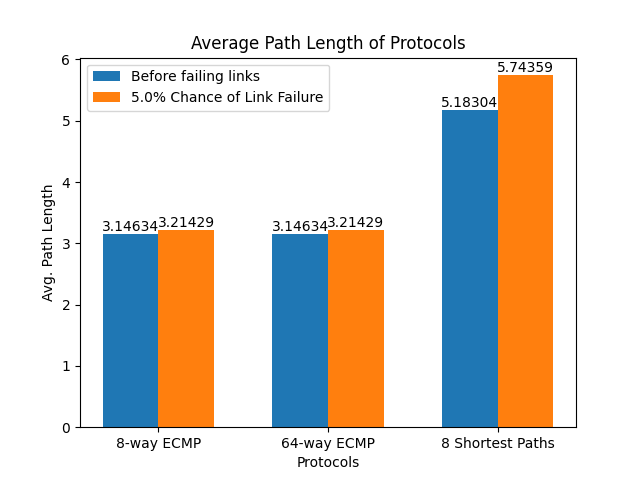 Average Path Length of Protocols
Before failing links
5.0% Chance of Link Failure
Avg. Path Length
6
5
4
3
2
1
0
3.14634
3.21429
3.14634
3.21429
5.18304
5.74359
8-way ECMP
64-way ECMP
8 Shortest Paths
Protocols